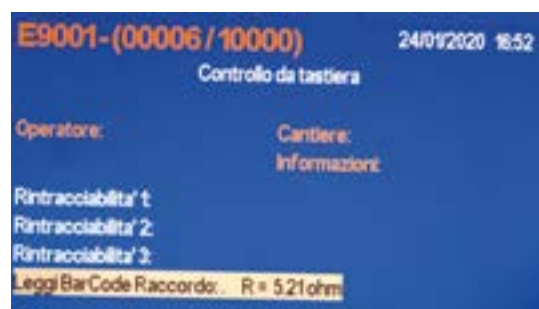 E9001-(00006/10000) 24/01/2020 16:52
Controllo da tastiera
Operatore: Cantiere:
Informazioni:
Rintracciabilita' 1:
Rintracciabilita' 2:
Rintracciabilita' 3:
Leggi BarCode Raccordo: . R = 5.21 ohm